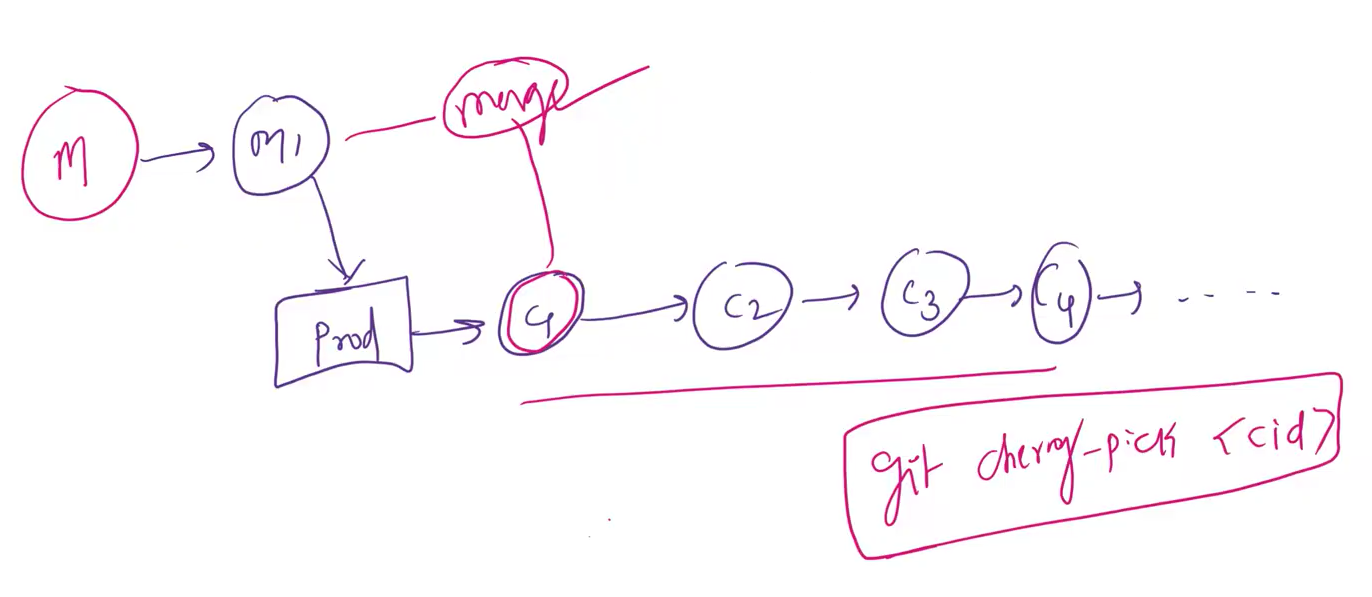 M
m1
merge
Prod
C1
C2
C3
C4
git cherry-pick <cid>